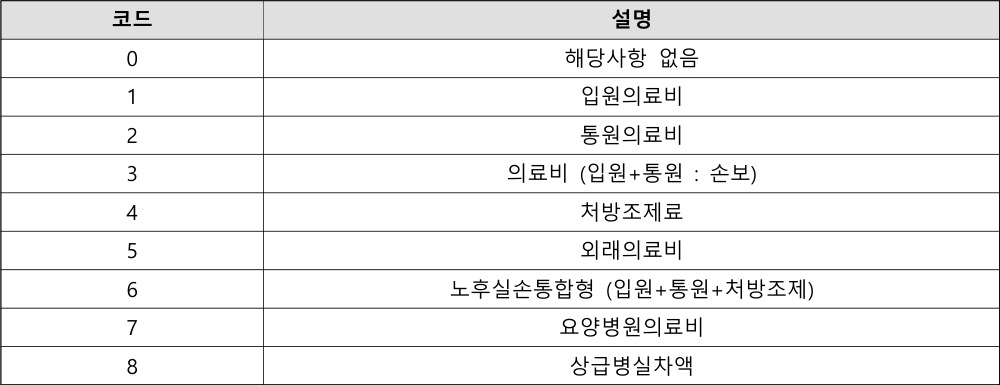 코드 설명
0 해당사항 없음
1 입원의료비
2 통원의료비
3 의료비 (입원+통원 : 손보)
4 처방조제료
5 외래의료비
6 노후실손통합형 (입원+통원+처방조제)
7 요양병원의료비
8 상급병실차액